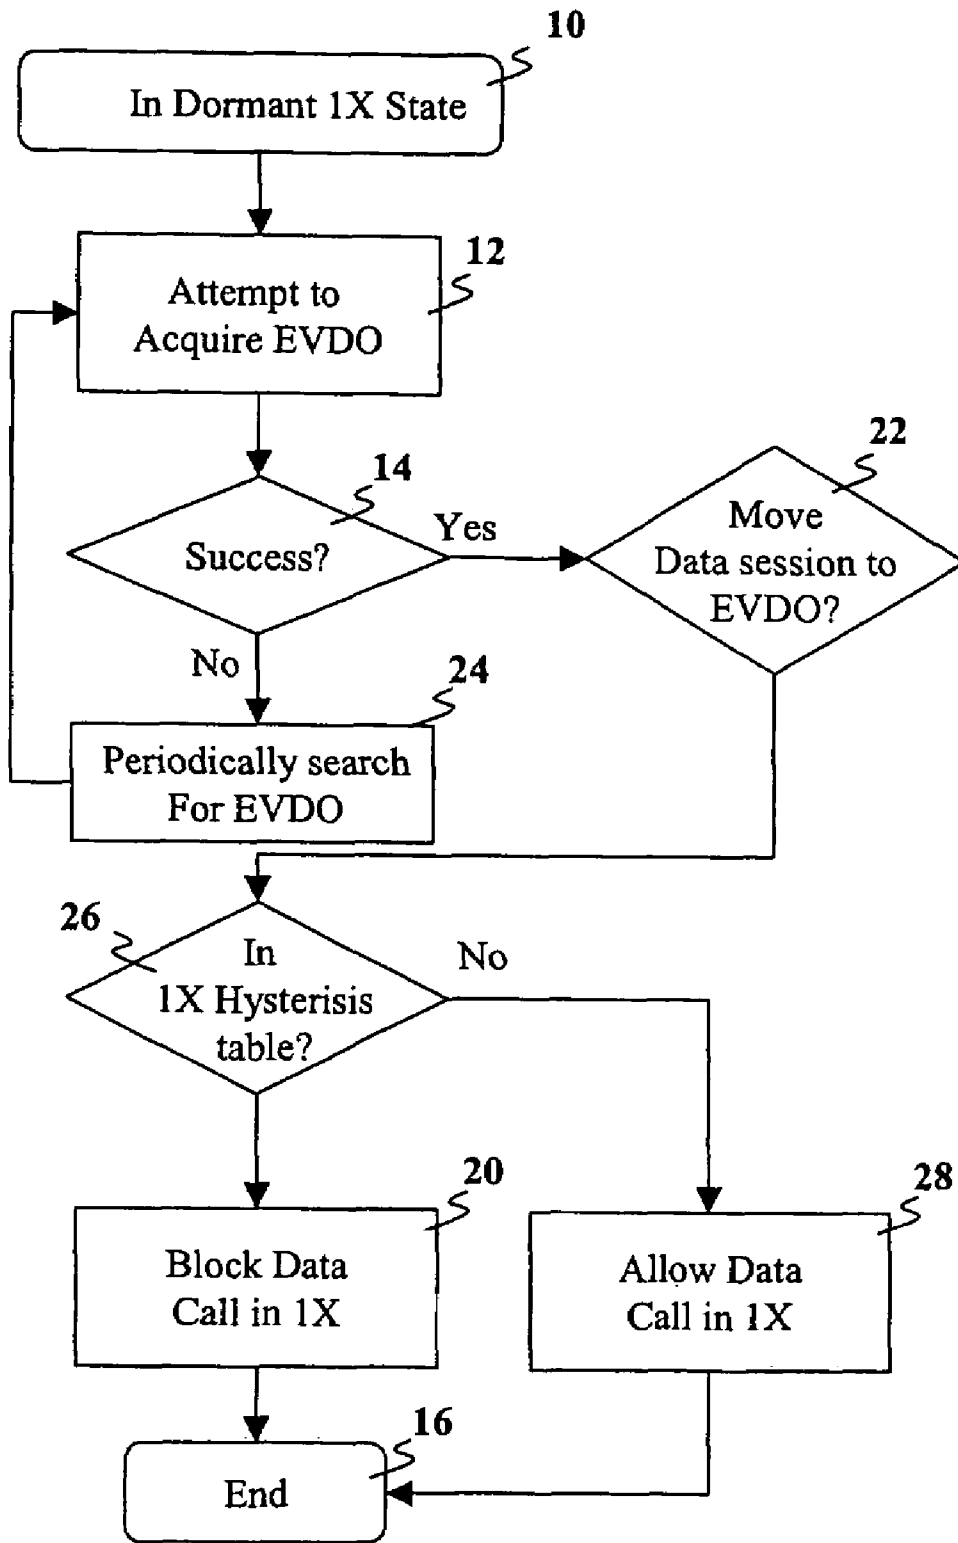 10
In Dormant 1X State
12
Attempt to
Acquire EVDO
14
Success?
Yes
22
Move
Data session to
EVDO?
No
24
Periodically search
For EVDO
26
In
1X Hysterisis
table?
No
20
Block Data
Call in 1X
28
Allow Data
Call in 1X
16
End